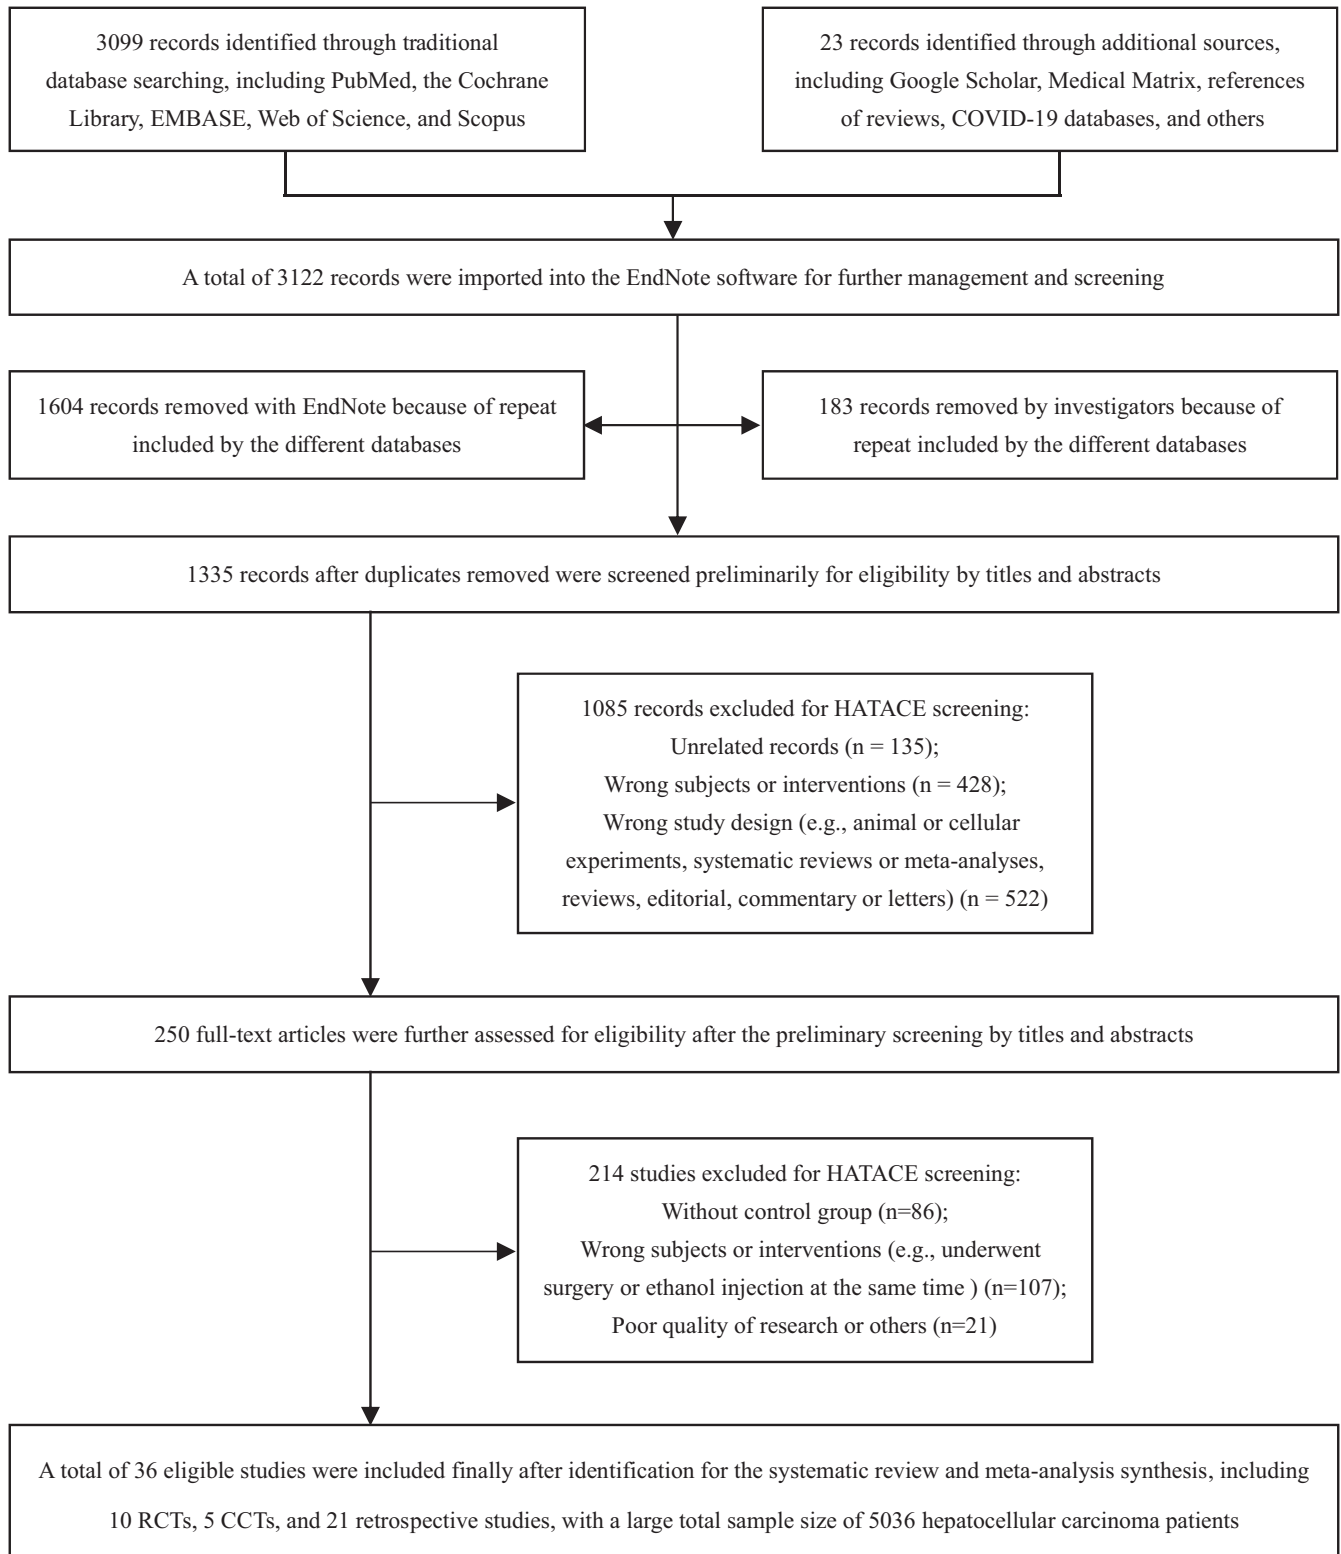 3099 records identified through traditional
database searching, including PubMed, the Cochrane
Library, EMBASE, Web of Science, and Scopus
23 records identified through additional sources,
including Google Scholar, Medical Matrix, references
of reviews, COVID-19 databases, and others
A total of 3122 records were imported into the EndNote software for further management and screening
1604 records removed with EndNote because of repeat
included by the different databases
183 records removed by investigators because of
repeat included by the different databases
1335 records after duplicates removed were screened preliminarily for eligibility by titles and abstracts
1085 records excluded for HATACE screening:
Unrelated records (n = 135);
Wrong subjects or interventions (n = 428);
Wrong study design (e.g., animal or cellular
experiments, systematic reviews or meta-analyses,
reviews, editorial, commentary or letters) (n = 522)
250 full-text articles were further assessed for eligibility after the preliminary screening by titles and abstracts
214 studies excluded for HATACE screening:
Without control group (n=86);
Wrong subjects or interventions (e.g., underwent
surgery or ethanol injection at the same time ) (n=107);
Poor quality of research or others (n=21)
A total of 36 eligible studies were included finally after identification for the systematic review and meta-analysis synthesis, including
10 RCTs, 5 CCTs, and 21 retrospective studies, with a large total sample size of 5036 hepatocellular carcinoma patients